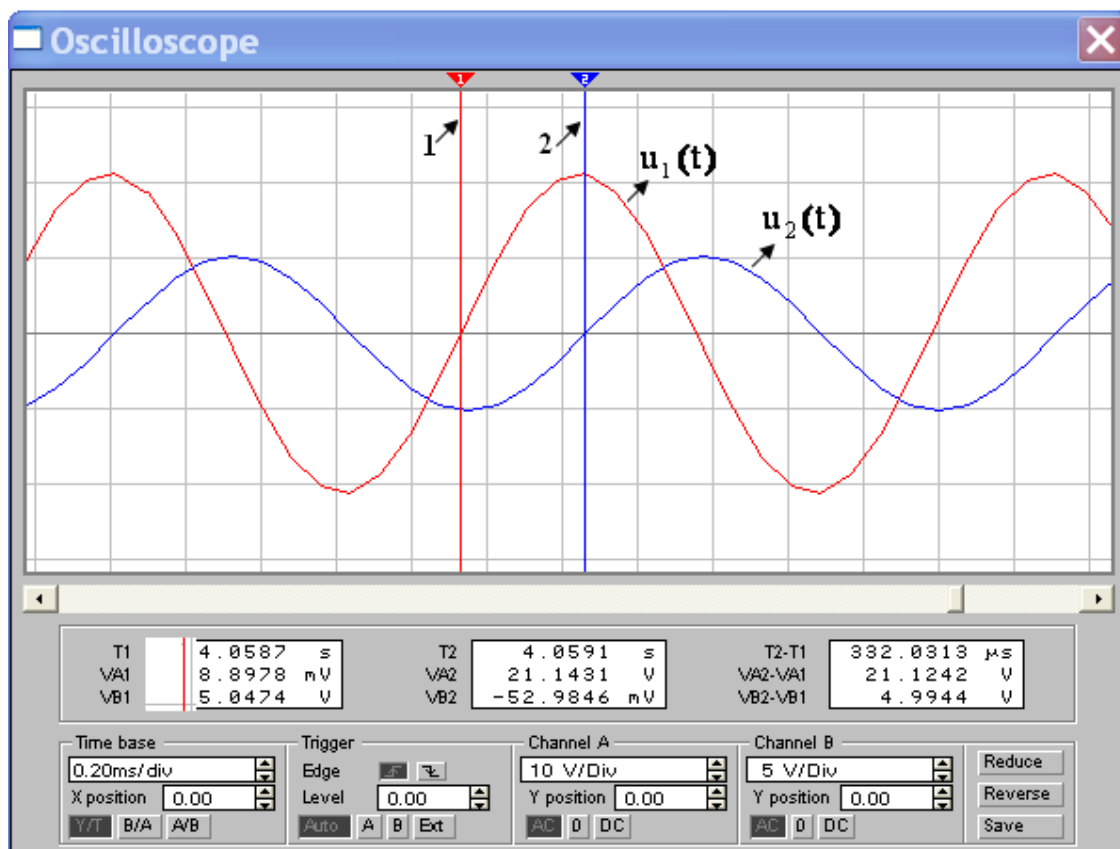 Oscilloscope
1 2
1 2 u1(t)
u2(t)
T1 4.0587 s T2 4.0591 s T2-T1 332.0313 µs
VA1 8.8978 mV VA2 21.1431 V VA2-VA1 21.1242 V
VB1 5.0474 V VB2 -52.9846 mV VB2-VB1 4.9944 V
Time base Trigger Channel A Channel B
0.20ms/div Edge 10 V/Div 5 V/Div Reduce
X position 0.00 Level 0.00 Y position 0.00 Y position 0.00 Reverse
Y/T B/A A/B Auto A B Ext AC 0 DC AC 0 DC Save